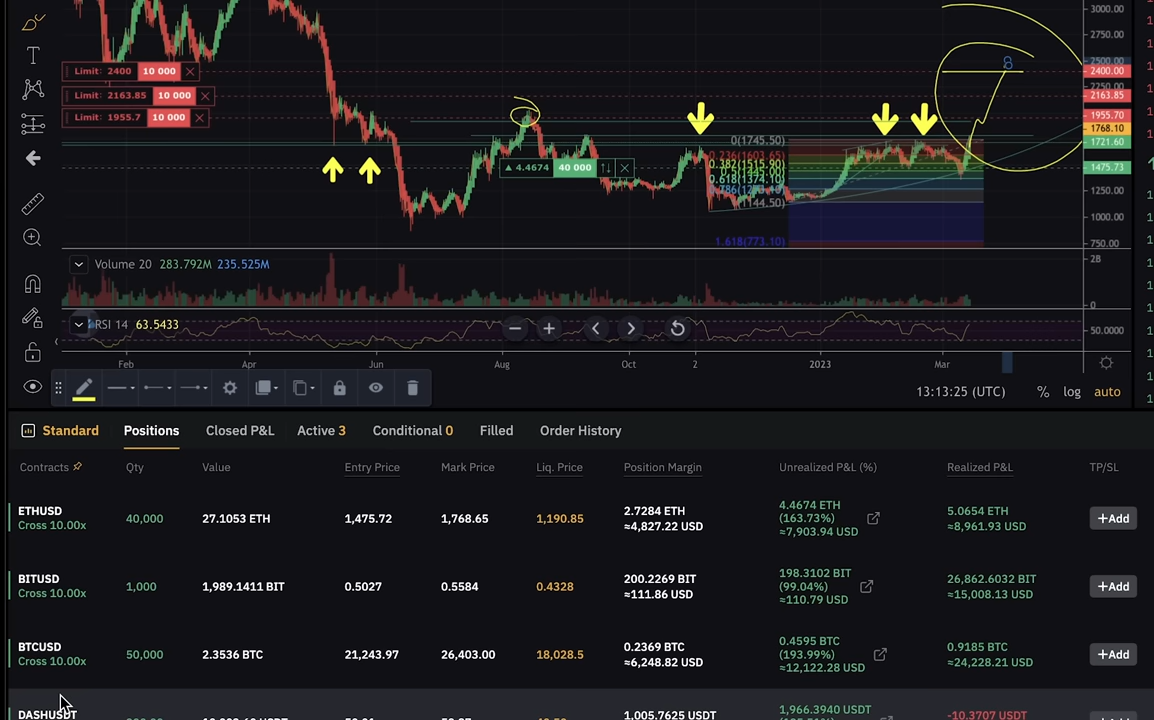 3000.00
2750.00
2500.00
Limit: 2400 10 000 ×
2400.00
Limit: 2163.85 10 000 ×
2163.85
Limit: 1955.7 10 000 ×
1955.70
1768.10
0(1745.50)
1721.60
0.236(1603.65)
0.382(1515.90)
▲ 4.4674 40 000
1475.73
0.618(1374.10)
1250.00
1144.50)
1000.00
1.618(773.10)
750.00
Volume 20 283.792M 235.525M
2B
0
RSI 14 63.5433
50.0000
Feb Apr Jun Aug Oct 2 2023 Mar
13:13:25 (UTC) % log auto
Standard Positions Closed P&L Active 3 Conditional 0 Filled Order History
Contracts Qty Value Entry Price Mark Price Liq. Price Position Margin Unrealized P&L (%) Realized P&L TP/SL
ETHUSD
Cross 10.00x
40,000 27.1053 ETH 1,475.72 1,768.65 1,190.85
2.7284 ETH
≈4,827.22 USD
4.4674 ETH
(163.73%)
≈7,903.94 USD
5.0654 ETH
≈8,961.93 USD
+Add
BITUSD
Cross 10.00x
1,000 1,989.1411 BIT 0.5027 0.5584 0.4328
200.2269 BIT
≈111.86 USD
198.3102 BIT
(99.04%)
≈110.79 USD
26,862.6032 BIT
≈15,008.13 USD
+Add
BTCUSD
Cross 10.00x
50,000 2.3536 BTC 21,243.97 26,403.00 18,028.5
0.2369 BTC
≈6,248.82 USD
0.4595 BTC
(193.99%)
≈12,122.28 USD
0.9185 BTC
≈24,228.21 USD
+Add
DASHUSDT
1,005.7625 USDT
1,966.3940 USDT
-10.3707 USDT